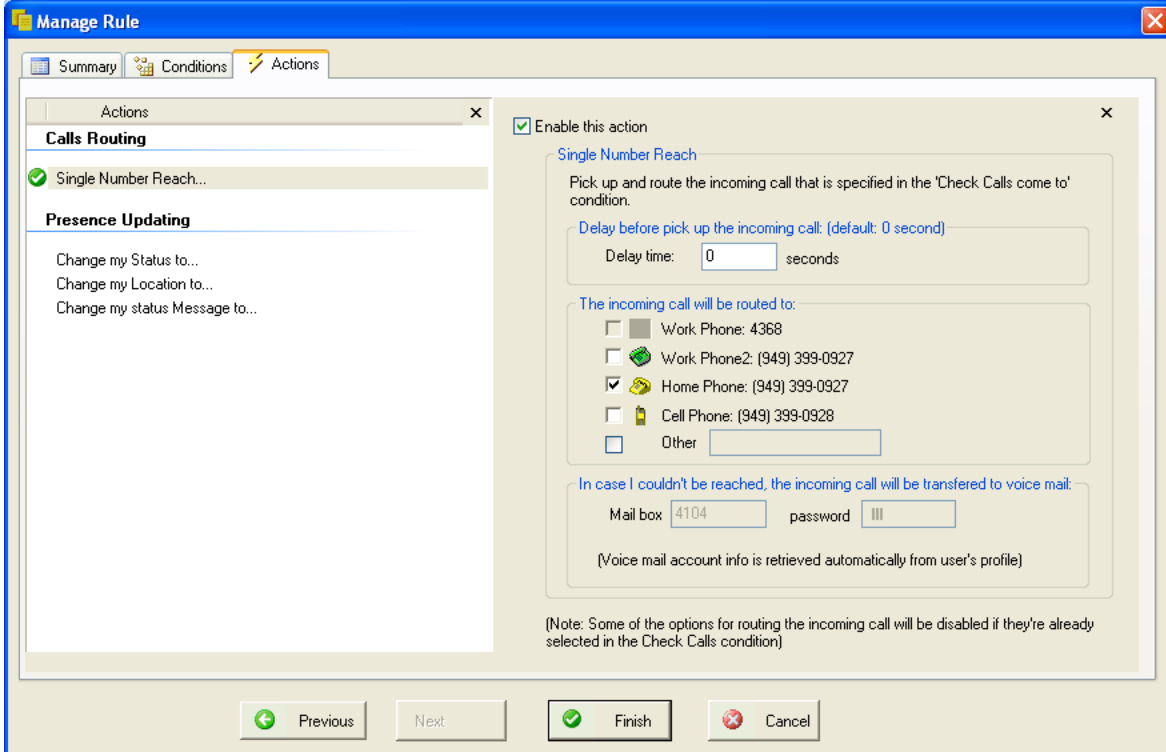 Manage Rule
Summary
Conditions
Actions
Actions
Calls Routing
Single Number Reach...
Presence Updating
Change my Status to...
Change my Location to...
Change my status Message to...
Enable this action
Single Number Reach
Pick up and route the incoming call that is specified in the 'Check Calls come to'
condition.
Delay before pick up the incoming call: (default: 0 second)
Delay time: 0 seconds
The incoming call will be routed to:
Work Phone: 4368
Work Phone2: (949) 399-0927
Home Phone: (949) 399-0927
Cell Phone: (949) 399-0928
Other
In case I couldn't be reached, the incoming call will be transfered to voice mail:
Mail box 4104 password
(Voice mail account info is retrieved automatically from user's profile)
(Note: Some of the options for routing the incoming call will be disabled if they're already
selected in the Check Calls condition)
Previous
Next
Finish
Cancel